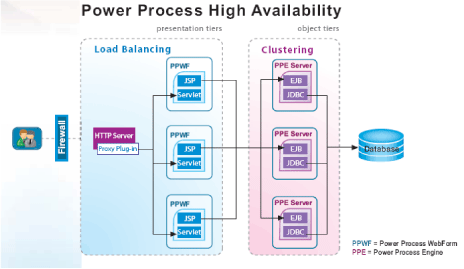 Power Process High Availability
presentation tiers
object tiers
Load Balancing
Clustering
PPWF
JSP
Servlet
PPE Server
EJB
JDBC
Firewall
HTTP Server
Proxy Plug-in
PPWF
JSP
Servlet
PPE Server
EJB
JDBC
Database
PPWF
JSP
Servlet
PPE Server
EJB
JDBC
PPWF = Power Process WebForm
PPE = Power Process Engine